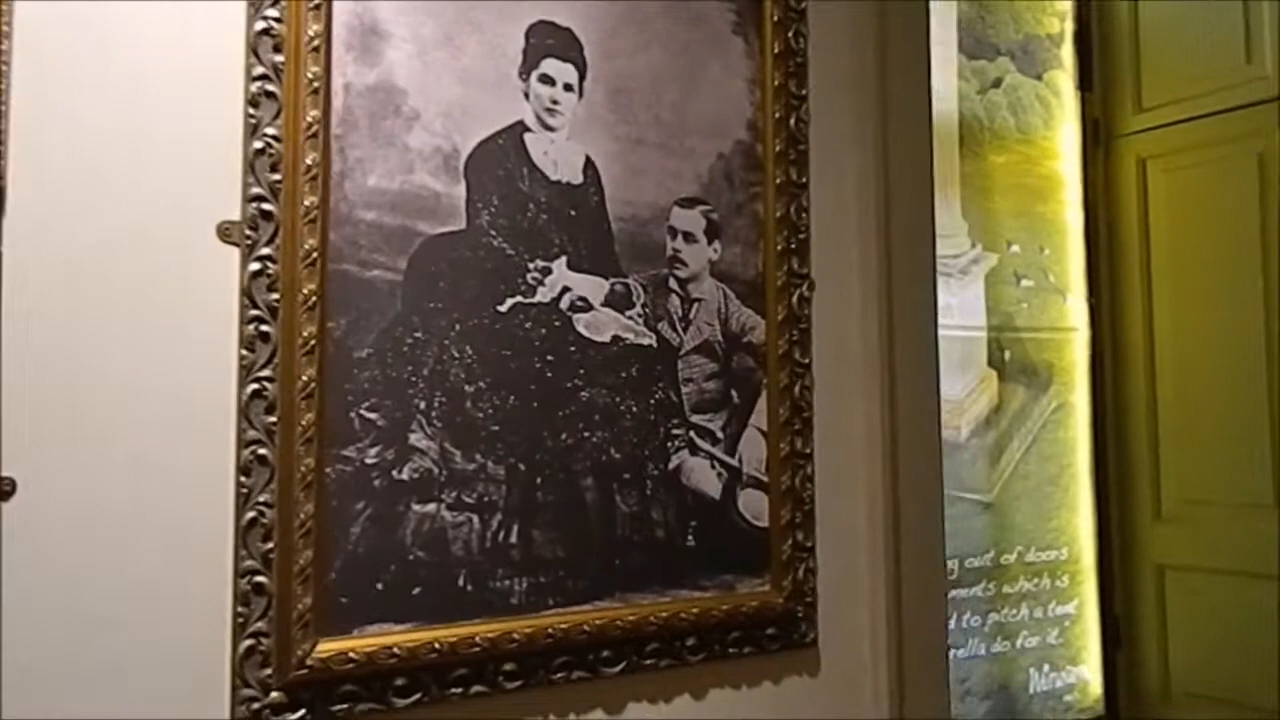 g out of doors
ments which is
d to pitch a tent
rella do for it."